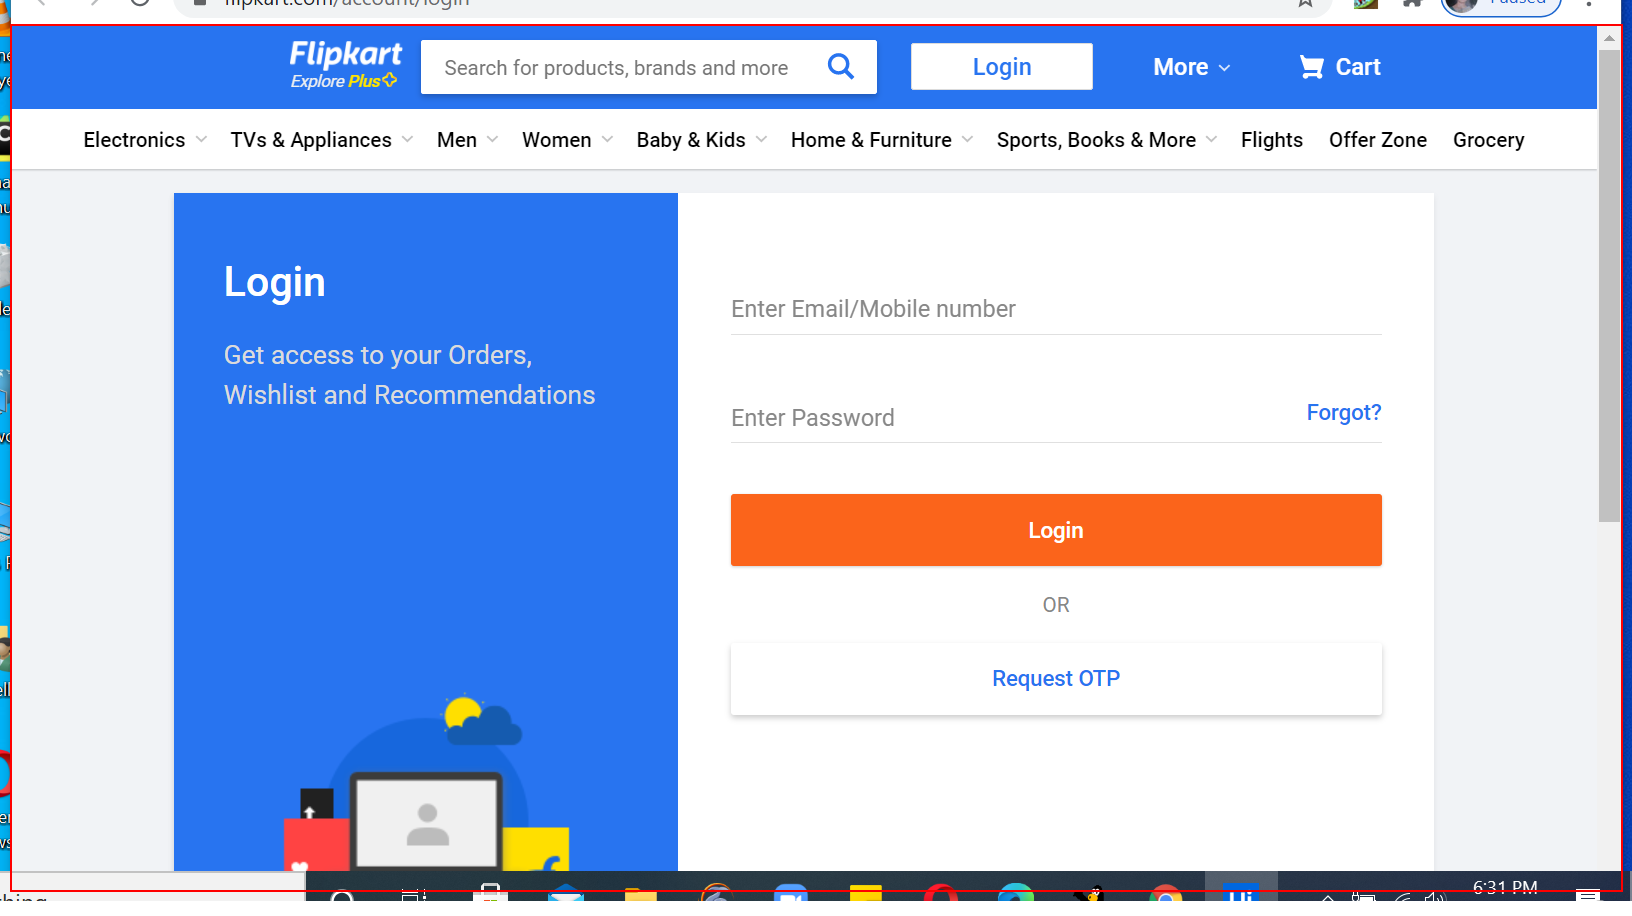 flipkart.com/account/login
Paused
Flipkart
Explore Plus
Search for products, brands and more
Login
More
Cart
Electronics
TVs & Appliances
Men
Women
Baby & Kids
Home & Furniture
Sports, Books & More
Flights
Offer Zone
Grocery
Login
Get access to your Orders,
Wishlist and Recommendations
Enter Email/Mobile number
Enter Password
Forgot?
Login
OR
Request OTP
6:31 PM